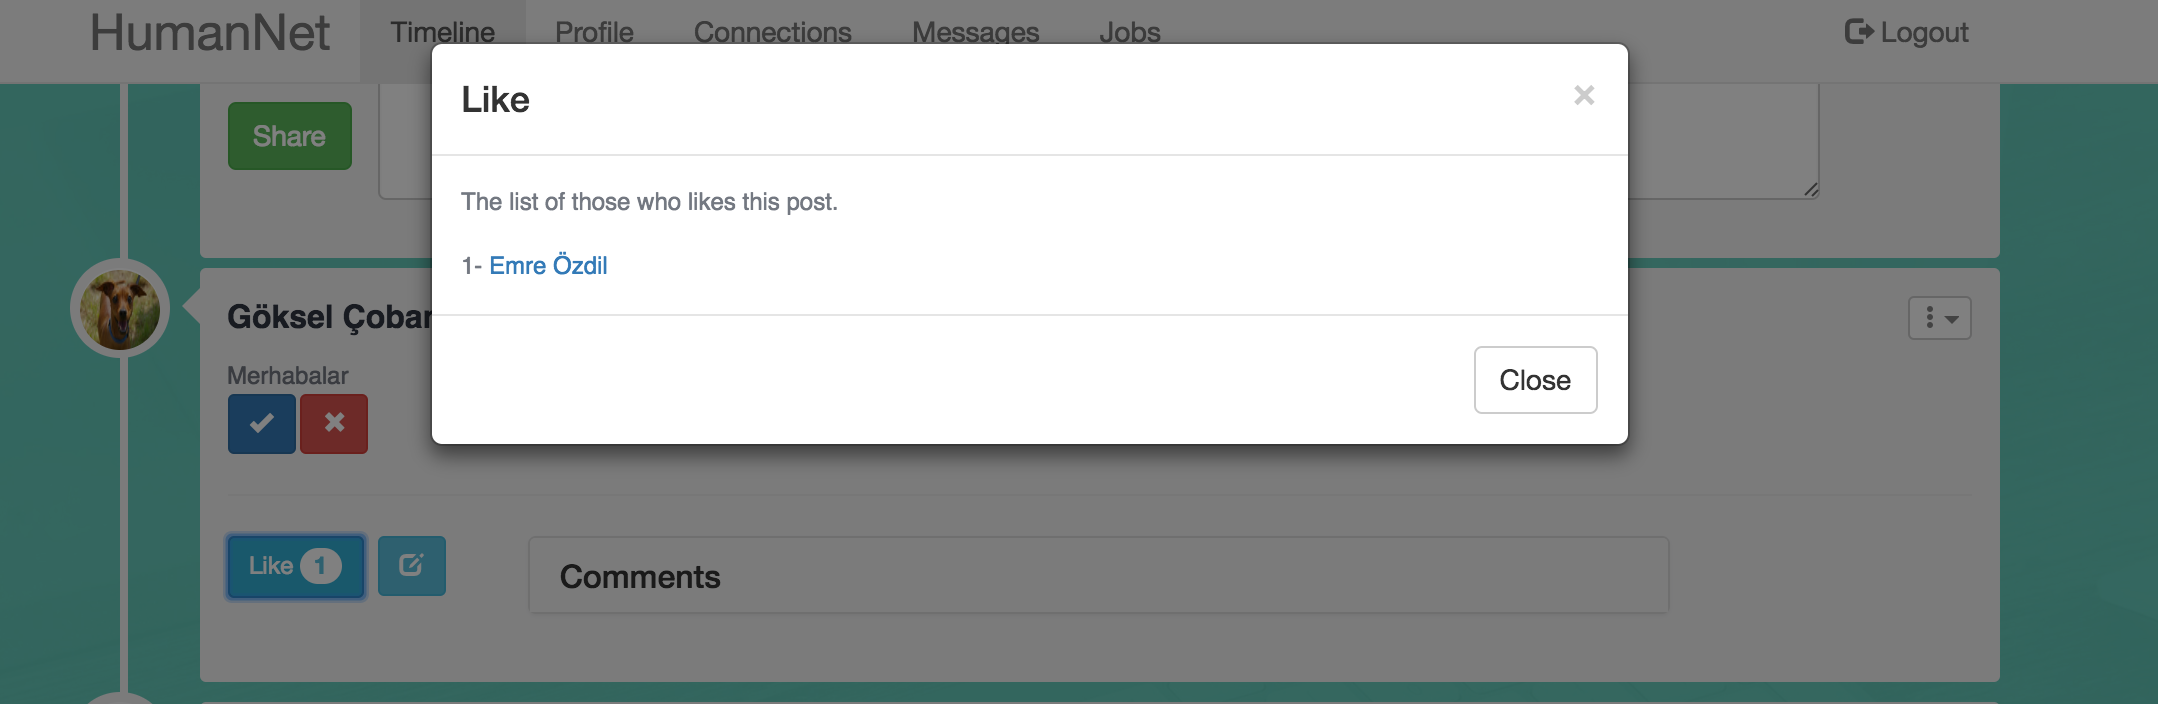 HumanNet Timeline Profile Connections Messages Jobs Logout
Like ×
Share
The list of those who likes this post.
1- Emre Özdil
Göksel Çoban
Close
Merhabalar
Like 1
Comments